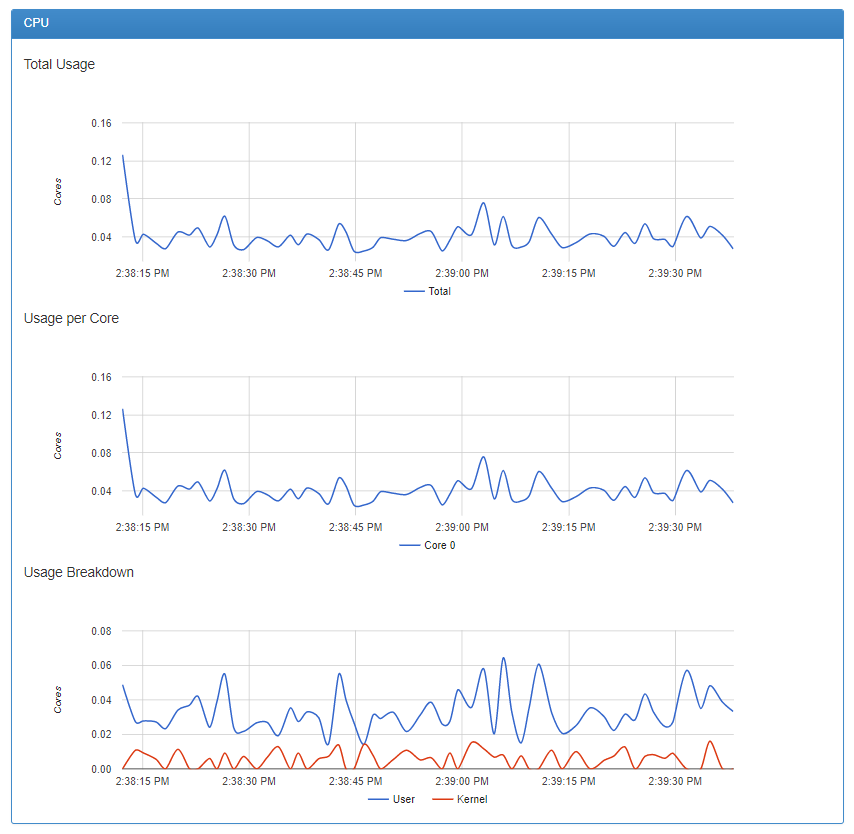 CPU
Total Usage
0.16
0.12
0.08
0.04
Cores
2:38:15 PM 2:38:30 PM 2:38:45 PM 2:39:00 PM 2:39:15 PM 2:39:30 PM
Total
Usage per Core
0.16
0.12
0.08
0.04
Cores
2:38:15 PM 2:38:30 PM 2:38:45 PM 2:39:00 PM 2:39:15 PM 2:39:30 PM
Core 0
Usage Breakdown
0.08
0.06
0.04
0.02
0.00
Cores
2:38:15 PM 2:38:30 PM 2:38:45 PM 2:39:00 PM 2:39:15 PM 2:39:30 PM
User Kernel